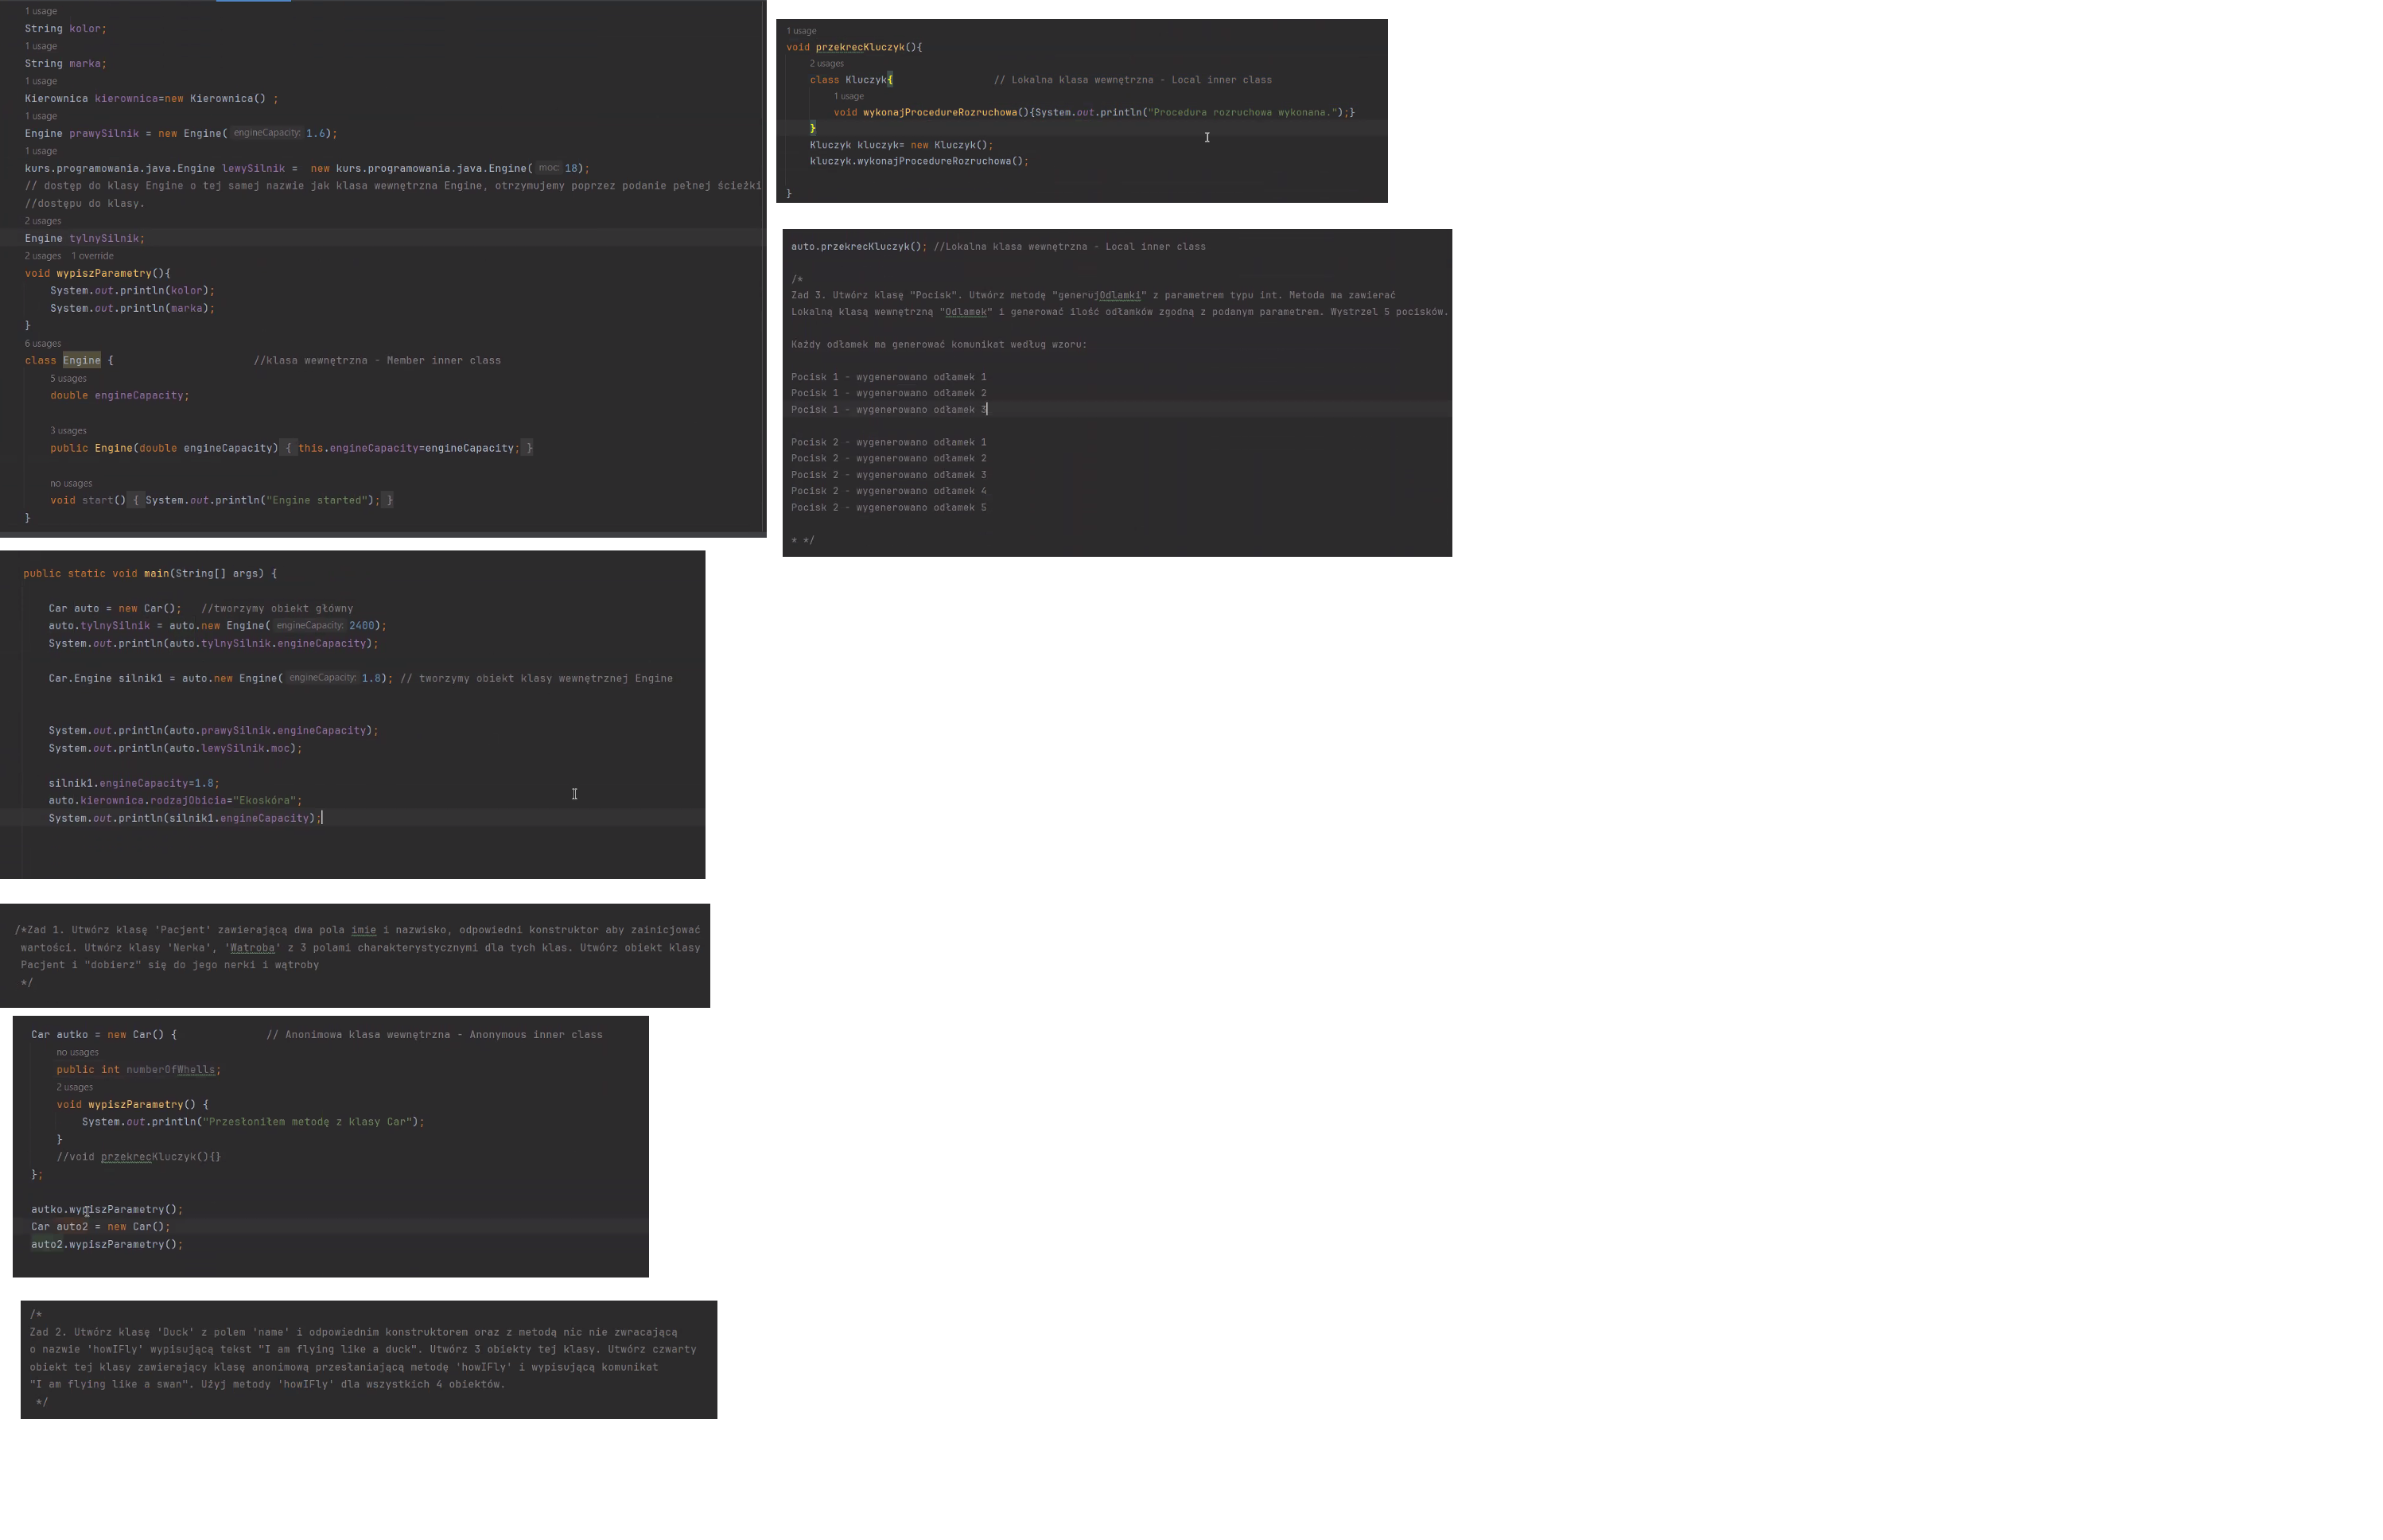 1 usage
String kolor;
1 usage
String marka;
1 usage
Kierownica kierownica=new Kierownica() ;
1 usage
Engine prawySilnik = new Engine( engineCapacity: 1.6);
1 usage
kurs.programowania.java.Engine lewySilnik =  new kurs.programowania.java.Engine( moc: 18);
// dostęp do klasy Engine o tej samej nazwie jak klasa wewnętrzna Engine, otrzymujemy poprzez podanie pełnej ścieżki
//dostępu do klasy.
2 usages
Engine tylnySilnik;
2 usages   1 override
void wypiszParametry(){
System.out.println(kolor);
System.out.println(marka);
}
6 usages
class Engine {                      //klasa wewnętrzna - Member inner class
5 usages
double engineCapacity;
3 usages
public Engine(double engineCapacity) { this.engineCapacity=engineCapacity; }
no usages
void start() { System.out.println("Engine started"); }
}
public static void main(String[] args) {
Car auto = new Car();   //tworzymy obiekt główny
auto.tylnySilnik = auto.new Engine( engineCapacity: 2400);
System.out.println(auto.tylnySilnik.engineCapacity);
Car.Engine silnik1 = auto.new Engine( engineCapacity: 1.8); // tworzymy obiekt klasy wewnętrznej Engine
System.out.println(auto.prawySilnik.engineCapacity);
System.out.println(auto.lewySilnik.moc);
silnik1.engineCapacity=1.8;
auto.kierownica.rodzajObicia="Ekoskóra";
System.out.println(silnik1.engineCapacity);
/*Zad 1. Utwórz klasę 'Pacjent' zawierającą dwa pola imie i nazwisko, odpowiedni konstruktor aby zainicjować
wartości. Utwórz klasy 'Nerka', 'Watroba' z 3 polami charakterystycznymi dla tych klas. Utwórz obiekt klasy
Pacjent i "dobierz" się do jego nerki i wątroby
*/
Car autko = new Car() {              // Anonimowa klasa wewnętrzna - Anonymous inner class
no usages
public int numberOfWhells;
2 usages
void wypiszParametry() {
System.out.println("Przesłoniłem metodę z klasy Car");
}
//void przekrecKluczyk(){}
};
autko.wypiszParametry();
Car auto2 = new Car();
auto2.wypiszParametry();
/*
Zad 2. Utwórz klasę 'Duck' z polem 'name' i odpowiednim konstruktorem oraz z metodą nic nie zwracającą
o nazwie 'howIFly' wypisującą tekst "I am flying like a duck". Utwórz 3 obiekty tej klasy. Utwórz czwarty
obiekt tej klasy zawierający klasę anonimową przesłaniającą metodę 'howIFly' i wypisującą komunikat
"I am flying like a swan". Użyj metody 'howIFly' dla wszystkich 4 obiektów.
*/
1 usage
void przekrecKluczyk(){
2 usages
class Kluczyk{                // Lokalna klasa wewnętrzna - Local inner class
1 usage
void wykonajProcedureRozruchowa(){System.out.println("Procedura rozruchowa wykonana.");}
}
Kluczyk kluczyk= new Kluczyk();
kluczyk.wykonajProcedureRozruchowa();
}
auto.przekrecKluczyk(); //Lokalna klasa wewnętrzna - Local inner class
/*
Zad 3. Utwórz klasę "Pocisk". Utwórz metodę "generujOdlamki" z parametrem typu int. Metoda ma zawierać
Lokalną klasą wewnętrzną "Odlamek" i generować ilość odłamków zgodną z podanym parametrem. Wystrzel 5 pocisków.
Każdy odłamek ma generować komunikat według wzoru:
Pocisk 1 - wygenerowano odłamek 1
Pocisk 1 - wygenerowano odłamek 2
Pocisk 1 - wygenerowano odłamek 3
Pocisk 2 - wygenerowano odłamek 1
Pocisk 2 - wygenerowano odłamek 2
Pocisk 2 - wygenerowano odłamek 3
Pocisk 2 - wygenerowano odłamek 4
Pocisk 2 - wygenerowano odłamek 5
* */